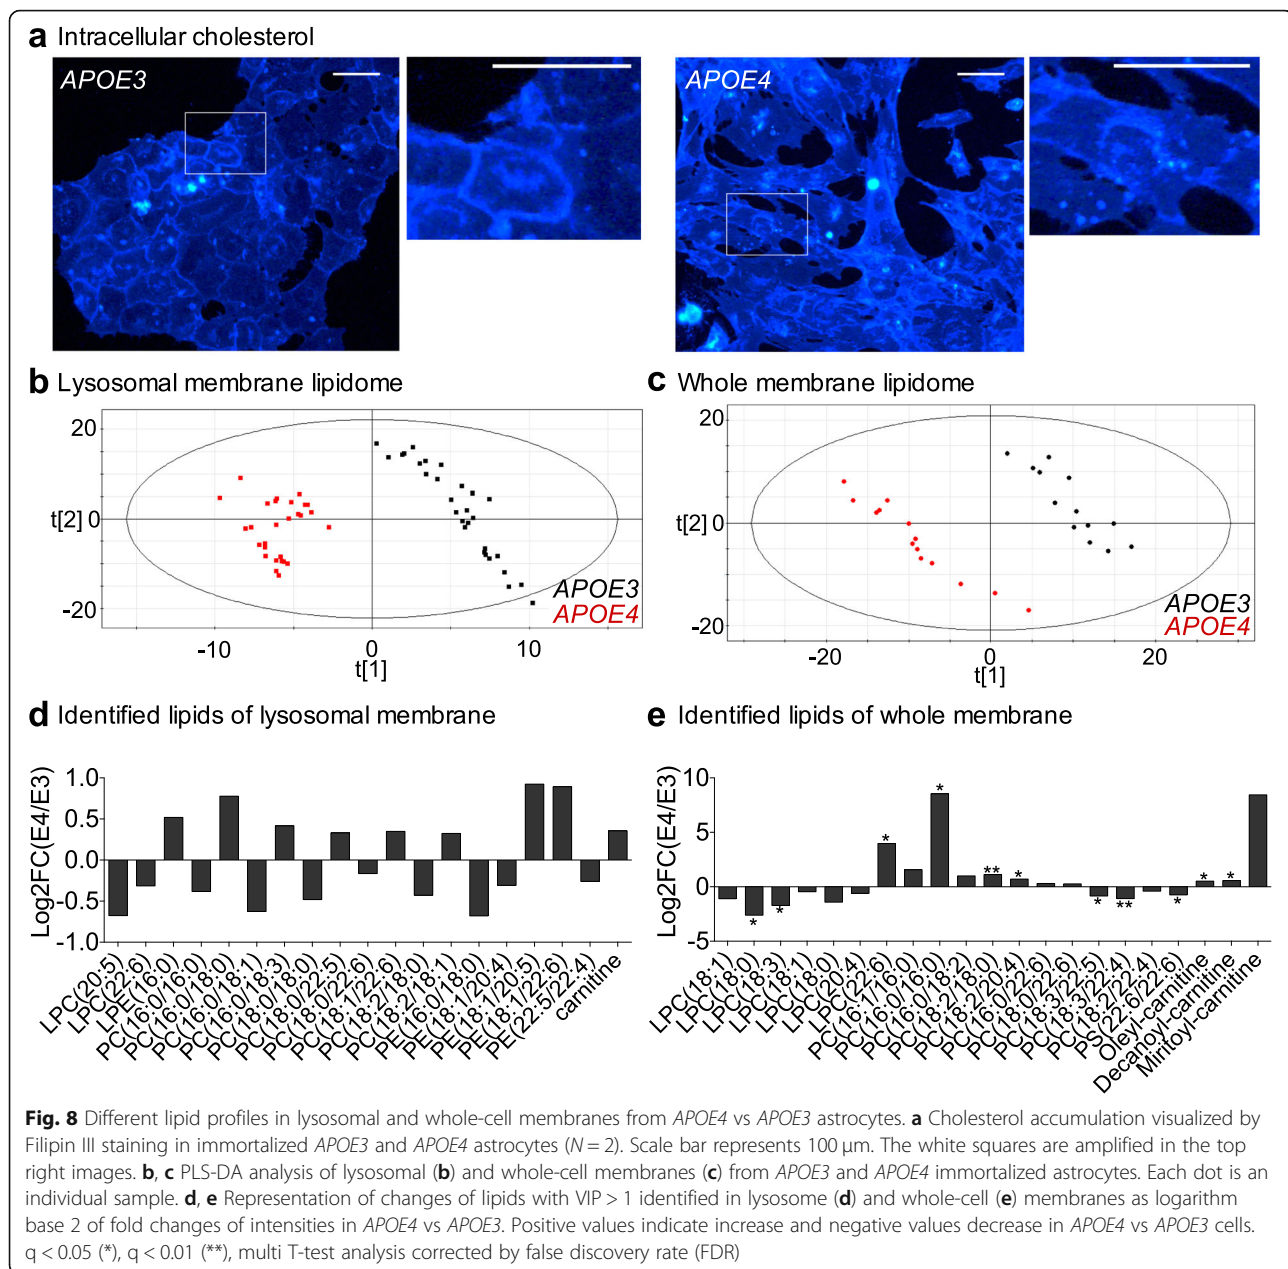 a Intracellular cholesterol
APOE3
APOE4
b Lysosomal membrane lipidome
20
t[2] 0
-20
-10
0
10
t[1]
APOE3
APOE4
c Whole membrane lipidome
20
t[2] 0
-20
-20
0
20
t[1]
APOE3
APOE4
d Identified lipids of lysosomal membrane
Log2FC(E4/E3)
1.0
0.5
0.0
-0.5
-1.0
LPC(20:5)
LPC(22:6)
LPE(16:0)
PC(16:0/16:0)
PC(16:0/18:0)
PC(16:0/18:1)
PC(16:0/18:3)
PC(18:0/18:0)
PC(18:0/22:5)
PC(18:0/22:6)
PC(18:1/22:6)
PC(18:2/18:0)
PC(18:2/18:1)
PE(16:0/18:0)
PE(18:1/20:4)
PE(18:1/20:5)
PE(18:1/22:6)
PE(22:5/22:4)
carnitine
e Identified lipids of whole membrane
Log2FC(E4/E3)
10
5
0
-5
*
*
*
*
**
*
*
**
*
*
*
LPC(18:1)
LPC(18:0)
LPC(18:3)
LPC(18:1)
LPC(18:0)
LPC(20:4)
LPC(22:6)
PC(16:1/16:0)
PC(16:0/16:0)
PC(16:0/18:2)
PC(18:2/18:0)
PC(18:2/20:4)
PC(16:0/22:6)
PC(18:0/22:6)
PC(18:3/22:5)
PC(18:3/22:4)
PC(18:2/22:4)
PS(22:6/22:6)
Oleyl-carnitine
Decanoyl-carnitine
Miritoyl-carnitine
Fig. 8 Different lipid profiles in lysosomal and whole-cell membranes from APOE4 vs APOE3 astrocytes. a Cholesterol accumulation visualized by
Filipin III staining in immortalized APOE3 and APOE4 astrocytes (N = 2). Scale bar represents 100 μm. The white squares are amplified in the top
right images. b, c PLS-DA analysis of lysosomal (b) and whole-cell membranes (c) from APOE3 and APOE4 immortalized astrocytes. Each dot is an
individual sample. d, e Representation of changes of lipids with VIP > 1 identified in lysosome (d) and whole-cell (e) membranes as logarithm
base 2 of fold changes of intensities in APOE4 vs APOE3. Positive values indicate increase and negative values decrease in APOE4 vs APOE3 cells.
q < 0.05 (*), q < 0.01 (**), multi T-test analysis corrected by false discovery rate (FDR)